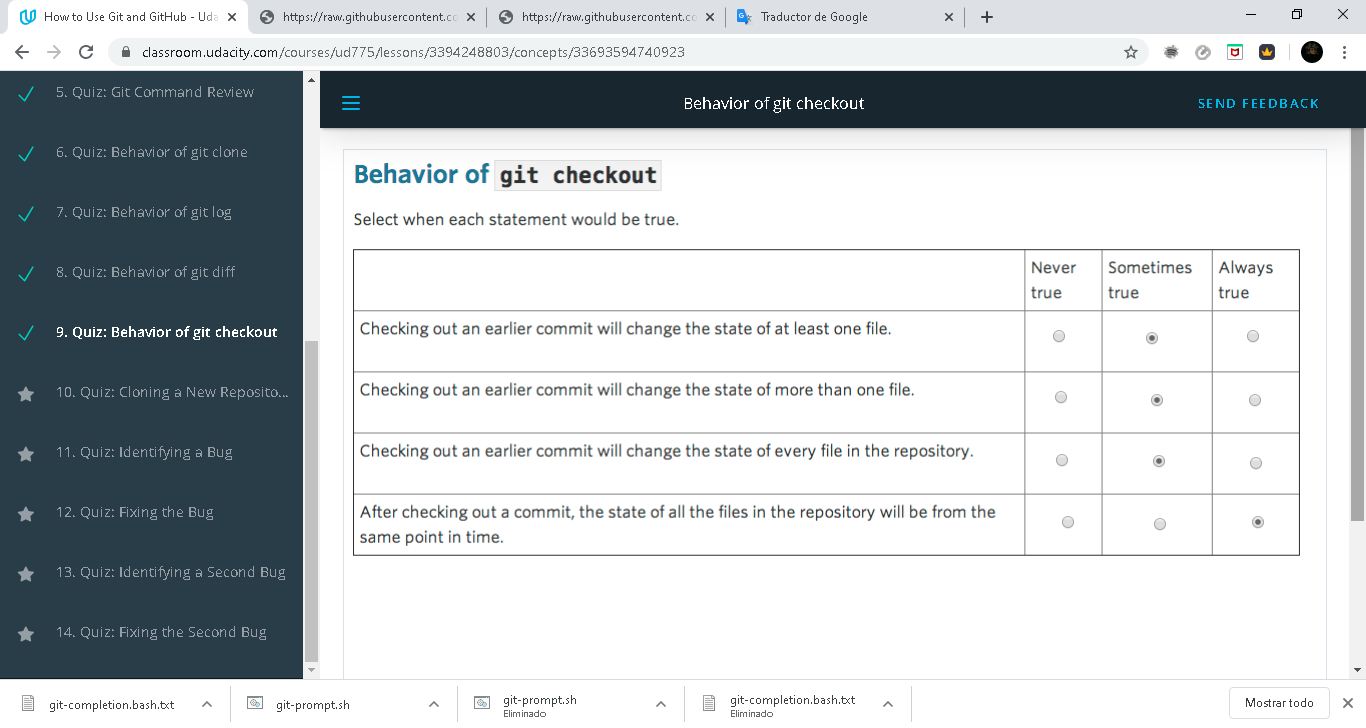 How to Use Git and GitHub - Uda
https://raw.githubusercontent.co
https://raw.githubusercontent.co
Traductor de Google
classroom.udacity.com/courses/ud775/lessons/3394248803/concepts/33693594740923
5. Quiz: Git Command Review
6. Quiz: Behavior of git clone
7. Quiz: Behavior of git log
8. Quiz: Behavior of git diff
9. Quiz: Behavior of git checkout
10. Quiz: Cloning a New Reposito...
11. Quiz: Identifying a Bug
12. Quiz: Fixing the Bug
13. Quiz: Identifying a Second Bug
14. Quiz: Fixing the Second Bug
Behavior of git checkout
SEND FEEDBACK
Behavior of git checkout
Select when each statement would be true.
Never true
Sometimes true
Always true
Checking out an earlier commit will change the state of at least one file.
Checking out an earlier commit will change the state of more than one file.
Checking out an earlier commit will change the state of every file in the repository.
After checking out a commit, the state of all the files in the repository will be from the
same point in time.
git-completion.bash.txt
git-prompt.sh
git-prompt.sh
Eliminado
git-completion.bash.txt
Eliminado
Mostrar todo